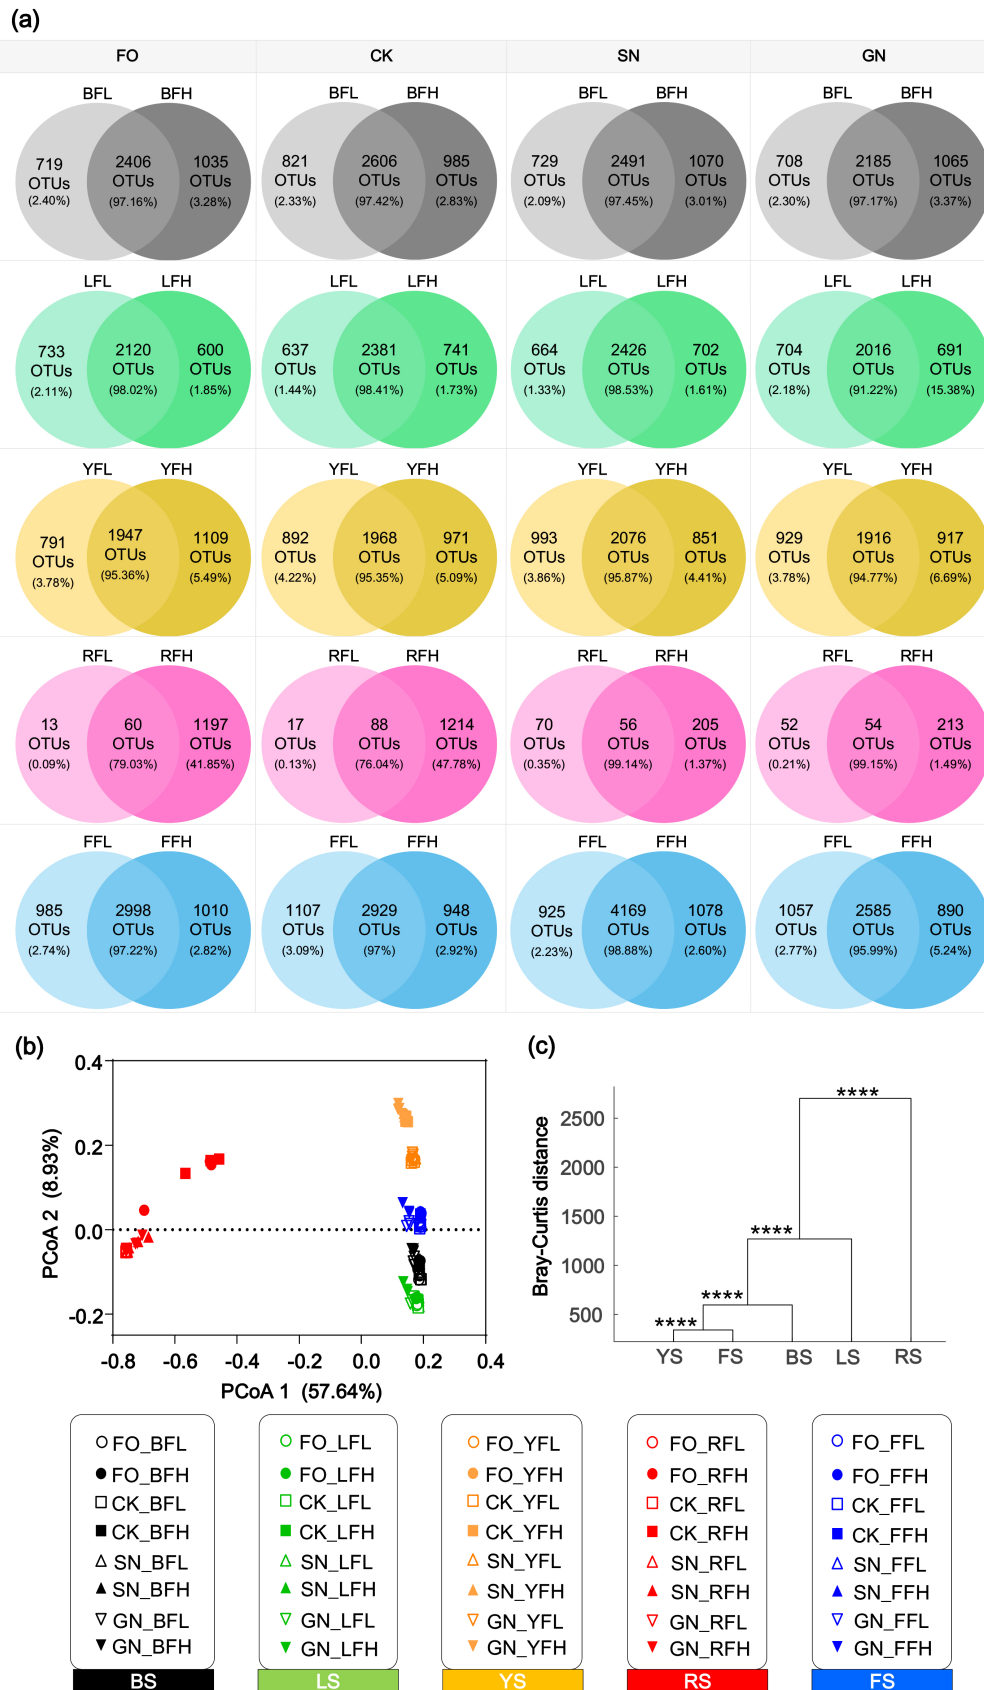 (a)
FO CK SN GN
BFL BFH BFL BFH BFL BFH BFL BFH
719 OTUs (2.40%) 2406 OTUs (97.16%) 1035 OTUs (3.28%) 821 OTUs (2.33%) 2606 OTUs (97.42%) 985 OTUs (2.83%) 729 OTUs (2.09%) 2491 OTUs (97.45%) 1070 OTUs (3.01%) 708 OTUs (2.30%) 2185 OTUs (97.17%) 1065 OTUs (3.37%)
LFL LFH LFL LFH LFL LFH LFL LFH
733 OTUs (2.11%) 2120 OTUs (98.02%) 600 OTUs (1.85%) 637 OTUs (1.44%) 2381 OTUs (98.41%) 741 OTUs (1.73%) 664 OTUs (1.33%) 2426 OTUs (98.53%) 702 OTUs (1.61%) 704 OTUs (2.18%) 2016 OTUs (91.22%) 691 OTUs (15.38%)
YFL YFH YFL YFH YFL YFH YFL YFH
791 OTUs (3.78%) 1947 OTUs (95.36%) 1109 OTUs (5.49%) 892 OTUs (4.22%) 1968 OTUs (95.35%) 971 OTUs (5.09%) 993 OTUs (3.86%) 2076 OTUs (95.87%) 851 OTUs (4.41%) 929 OTUs (3.78%) 1916 OTUs (94.77%) 917 OTUs (6.69%)
RFL RFH RFL RFH RFL RFH RFL RFH
13 OTUs (0.09%) 60 OTUs (79.03%) 1197 OTUs (41.85%) 17 OTUs (0.13%) 88 OTUs (76.04%) 1214 OTUs (47.78%) 70 OTUs (0.35%) 56 OTUs (99.14%) 205 OTUs (1.37%) 52 OTUs (0.21%) 54 OTUs (99.15%) 213 OTUs (1.49%)
FFL FFH FFL FFH FFL FFH FFL FFH
985 OTUs (2.74%) 2998 OTUs (97.22%) 1010 OTUs (2.82%) 1107 OTUs (3.09%) 2929 OTUs (97%) 948 OTUs (2.92%) 925 OTUs (2.23%) 4169 OTUs (98.88%) 1078 OTUs (2.60%) 1057 OTUs (2.77%) 2585 OTUs (95.99%) 890 OTUs (5.24%)
(b)
PCoA 2 (8.93%)
0.4
0.2
0.0
-0.2
-0.8 -0.6 -0.4 -0.2 0.0 0.2 0.4
PCoA 1 (57.64%)
(c)
Bray-Curtis distance
2500
2000
1500
1000
500
****
****
****
****
YS FS BS LS RS
FO_BFL FO_LFL FO_YFL FO_RFL FO_FFL
FO_BFH FO_LFH FO_YFH FO_RFH FO_FFH
CK_BFL CK_LFL CK_YFL CK_RFL CK_FFL
CK_BFH CK_LFH CK_YFH CK_RFH CK_FFH
SN_BFL SN_LFL SN_YFL SN_RFL SN_FFL
SN_BFH SN_LFH SN_YFH SN_RFH SN_FFH
GN_BFL GN_LFL GN_YFL GN_RFL GN_FFL
GN_BFH GN_LFH GN_YFH GN_RFH GN_FFH
BS LS YS RS FS